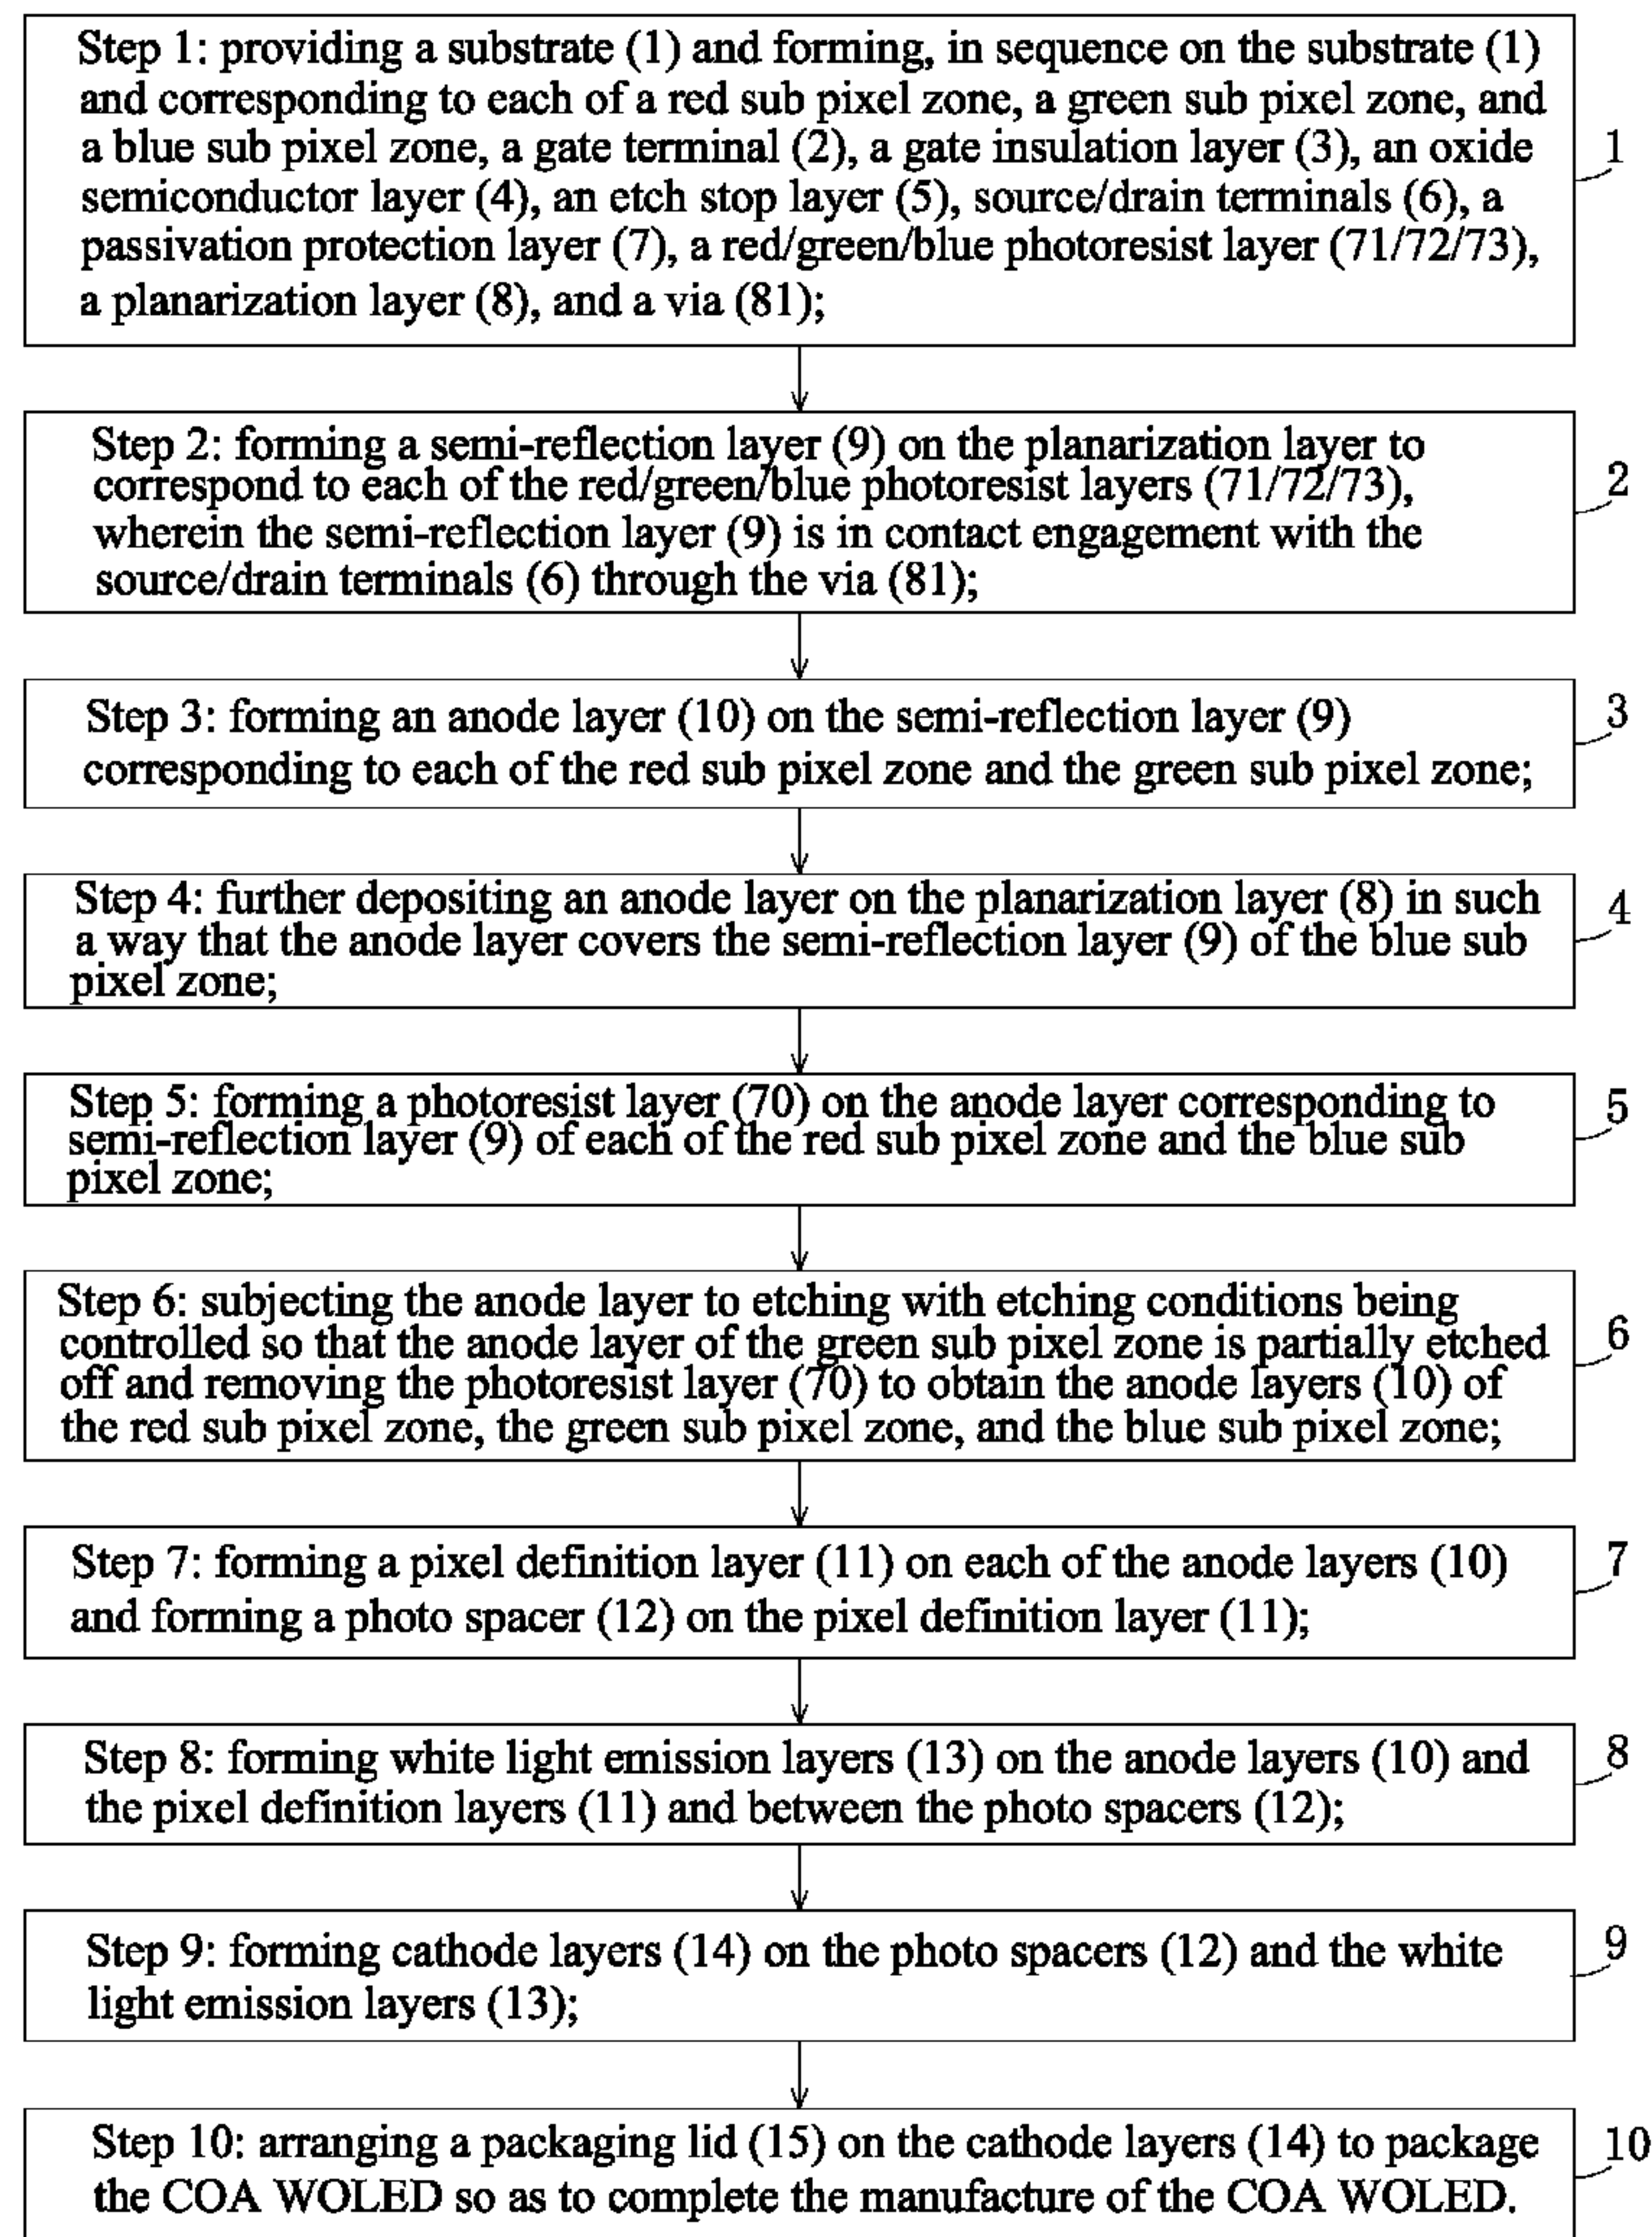 Step 1: providing a substrate (1) and forming, in sequence on the substrate (1)
and corresponding to each of a red sub pixel zone, a green sub pixel zone, and
a blue sub pixel zone, a gate terminal (2), a gate insulation layer (3), an oxide
semiconductor layer (4), an etch stop layer (5), source/drain terminals (6), a
passivation protection layer (7), a red/green/blue photoresist layer (71/72/73),
a planarization layer (8), and a via (81);
1
Step 2: forming a semi-reflection layer (9) on the planarization layer to
correspond to each of the red/green/blue photoresist layers (71/72/73),
wherein the semi-reflection layer (9) is in contact engagement with the
source/drain terminals (6) through the via (81);
2
Step 3: forming an anode layer (10) on the semi-reflection layer (9)
corresponding to each of the red sub pixel zone and the green sub pixel zone;
3
Step 4: further depositing an anode layer on the planarization layer (8) in such
a way that the anode layer covers the semi-reflection layer (9) of the blue sub
pixel zone;
4
Step 5: forming a photoresist layer (70) on the anode layer corresponding to
semi-reflection layer (9) of each of the red sub pixel zone and the blue sub
pixel zone;
5
Step 6: subjecting the anode layer to etching with etching conditions being
controlled so that the anode layer of the green sub pixel zone is partially etched
off and removing the photoresist layer (70) to obtain the anode layers (10) of
the red sub pixel zone, the green sub pixel zone, and the blue sub pixel zone;
6
Step 7: forming a pixel definition layer (11) on each of the anode layers (10)
and forming a photo spacer (12) on the pixel definition layer (11);
7
Step 8: forming white light emission layers (13) on the anode layers (10) and
the pixel definition layers (11) and between the photo spacers (12);
8
Step 9: forming cathode layers (14) on the photo spacers (12) and the white
light emission layers (13);
9
Step 10: arranging a packaging lid (15) on the cathode layers (14) to package
the COA WOLED so as to complete the manufacture of the COA WOLED.
10